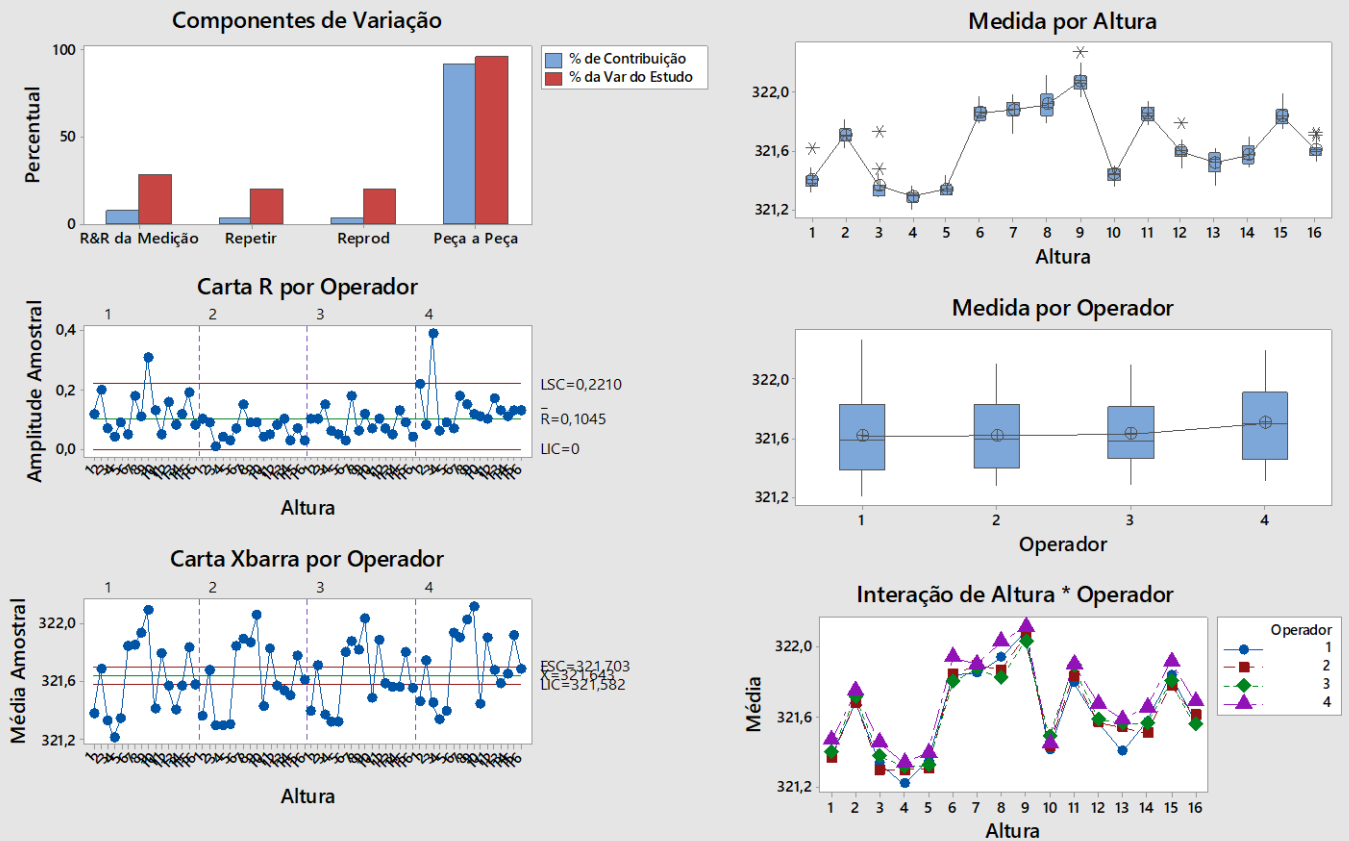 Componentes de Variação
% de Contribuição
% da Var do Estudo
Percentual
100
50
0
R&R da Medição Repetir Reprod Peça a Peça
Medida por Altura
322,0
321,6
321,2
1 2 3 4 5 6 7 8 9 10 11 12 13 14 15 16
Altura
Carta R por Operador
1 2 3 4
Amplitude Amostral
0,4
0,2
0,0
LSC=0,2210
R=0,1045
LIC=0
Altura
Medida por Operador
322,0
321,6
321,2
1 2 3 4
Operador
Carta Xbarra por Operador
1 2 3 4
Média Amostral
322,0
321,6
321,2
LSC=321,703
X=321,643
LIC=321,582
Altura
Interação de Altura * Operador
Média
322,0
321,6
321,2
1 2 3 4 5 6 7 8 9 10 11 12 13 14 15 16
Altura
Operador
1
2
3
4